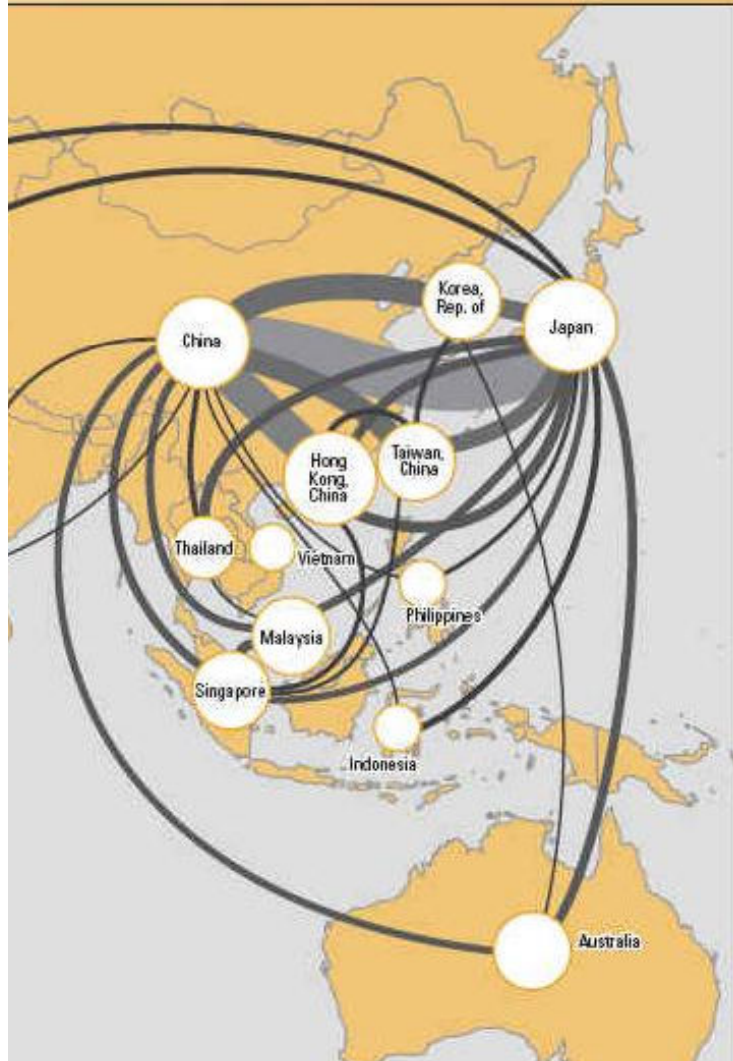 Korea,
Rep. of
Japan
China
Taiwan,
China
Hong
Kong,
China
Thailand
Vietnam
Philippines
Malaysia
Singapore
Indonesia
Australia